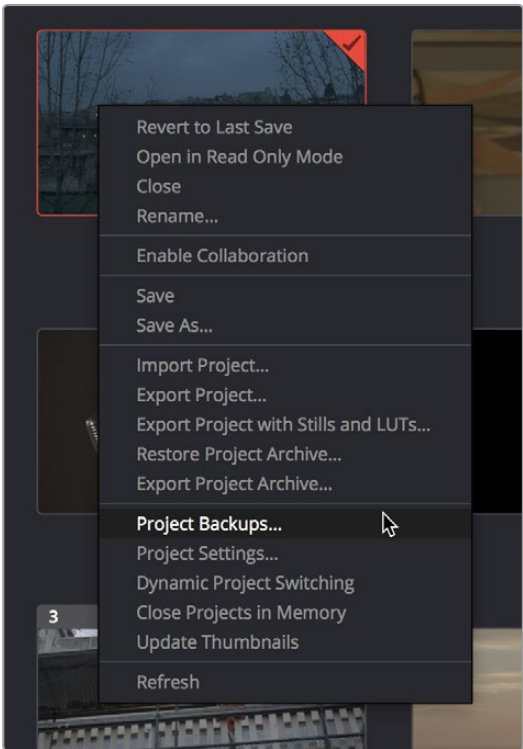 Revert to Last Save
Open in Read Only Mode
Close
Rename...
Enable Collaboration
Save
Save As...
Import Project...
Export Project...
Export Project with Stills and LUTs...
Restore Project Archive...
Export Project Archive...
Project Backups...
Project Settings...
Dynamic Project Switching
Close Projects in Memory
3
Update Thumbnails
Refresh